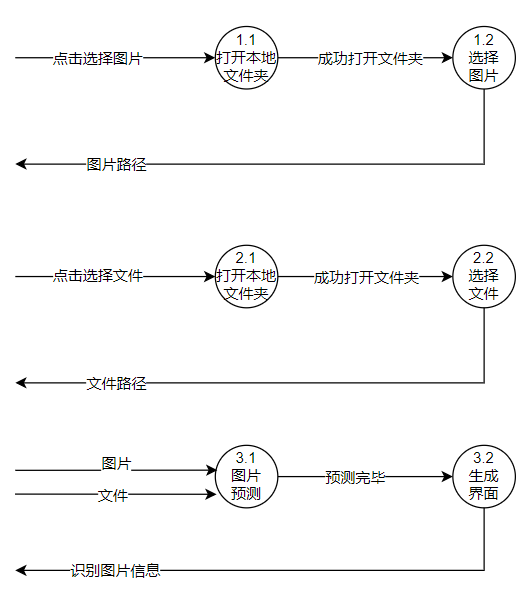 点击选择图片
1.1
打开本地
文件夹
成功打开文件夹
1.2
选择
图片
图片路径
点击选择文件
2.1
打开本地
文件夹
成功打开文件夹
2.2
选择
文件
文件路径
图片
文件
3.1
图片
预测
预测完毕
3.2
生成
界面
识别图片信息